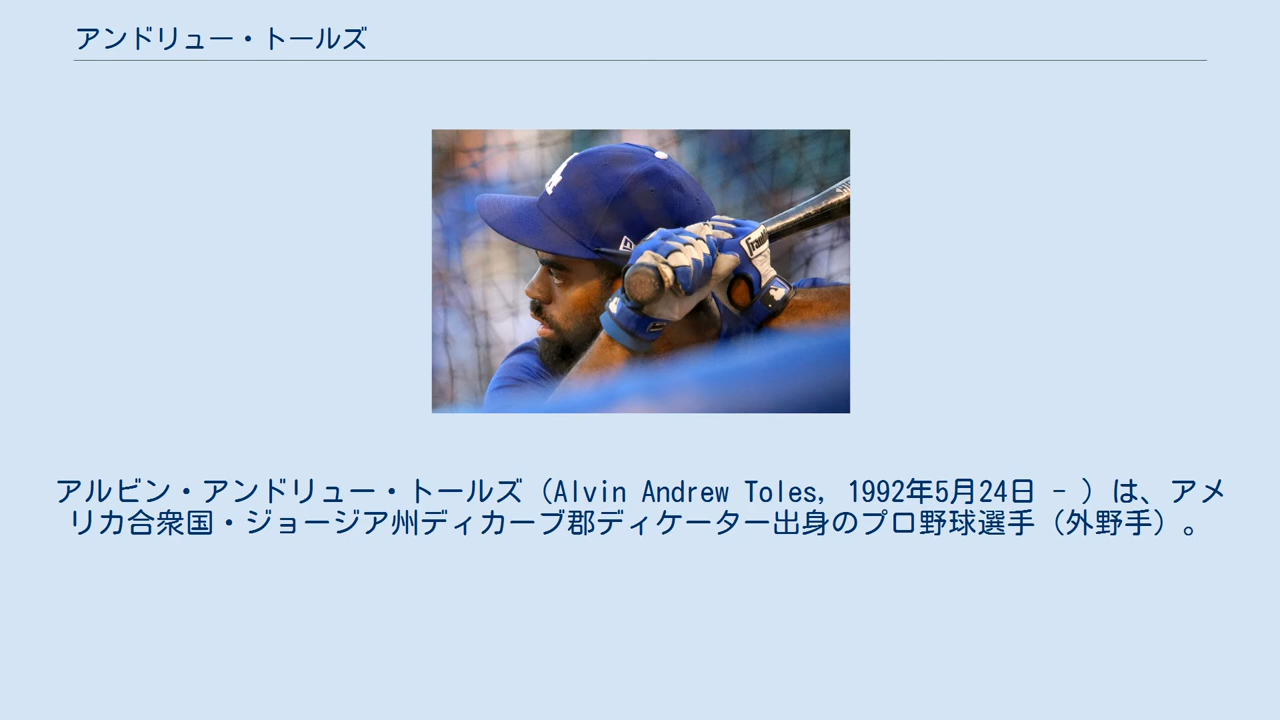 アンドリュー・トールズ
LA
Franklin
アルビン・アンドリュー・トールズ（Alvin Andrew Toles, 1992年5月24日 - ）は、アメ
リカ合衆国・ジョージア州ディカーブ郡ディケーター出身のプロ野球選手（外野手）。